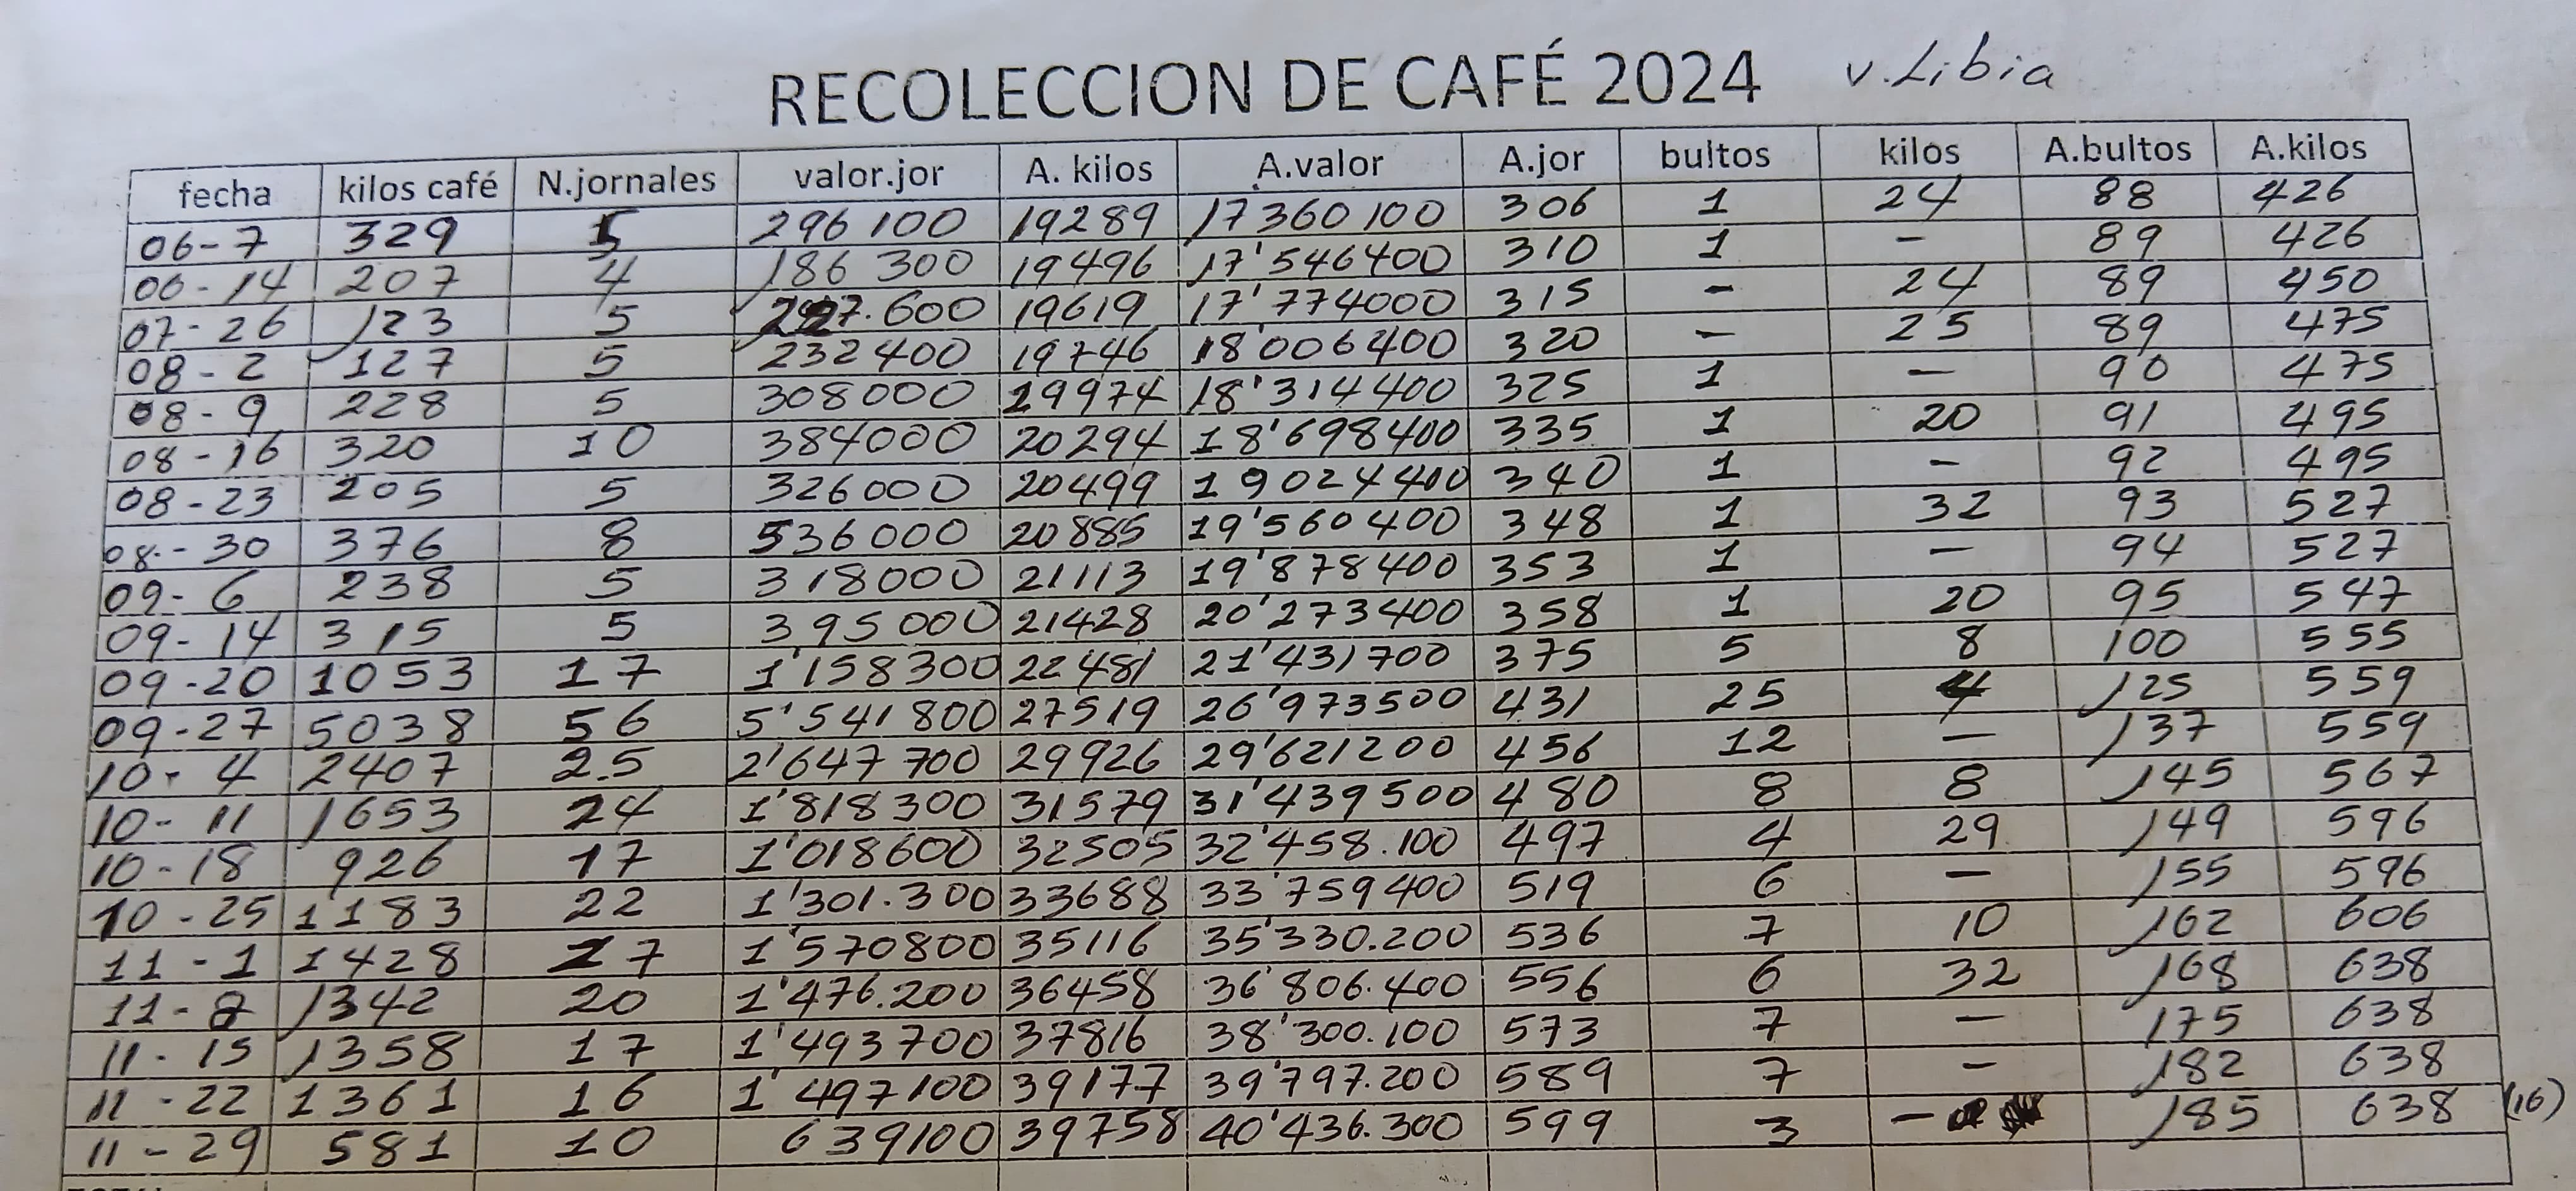 RECOLECCION DE CAFÉ 2024 v. Libia
fecha kilos café N.jornales valor.jor A. kilos A.valor A.jor bultos kilos A.bultos A.kilos
06-7 329 5 296 100 19289 17360 100 306 1 24 88 426
06-14 207 4 186 300 19496 17'546400 310 1 - 89 426
07-26 123 5 227.600 19619 17'774000 315 - 24 89 450
08-2 127 5 232400 19746 18'006400 320 - 25 89 475
08-9 228 5 308000 19974 18'314400 325 1 - 90 475
08-16 320 10 384000 20294 18'698400 335 1 20 91 495
08-23 205 5 326000 20499 19024400 340 1 - 92 495
08-30 376 8 536000 20885 19'560400 348 1 32 93 527
09-6 238 5 318000 21113 19'878400 353 1 - 94 527
09-14 315 5 395000 21428 20'273400 358 1 20 95 547
09-20 1053 17 1'158300 22481 21'431700 375 5 8 100 555
09-27 5038 56 5'541800 27519 26'973500 431 25 4 125 559
10-4 2407 25 2'647700 29926 29'621200 456 12 - 137 559
10-11 1653 24 1'818300 31579 31'439500 480 8 8 145 567
10-18 926 17 1'018600 32505 32'458.100 497 4 29 149 596
10-25 1183 22 1'301.300 33688 33'759400 519 6 - 155 596
11-1 1428 17 1'570800 35116 35'330.200 536 7 10 162 606
11-8 1342 20 1'476.200 36458 36'806.400 556 6 32 168 638
11-15 1358 17 1'493700 37816 38'300.100 573 7 - 175 638
11-22 1361 16 1'497100 39177 39'797.200 589 7 - 182 638
11-29 581 10 639100 39758 40'436.300 599 3 - 185 638 (16)